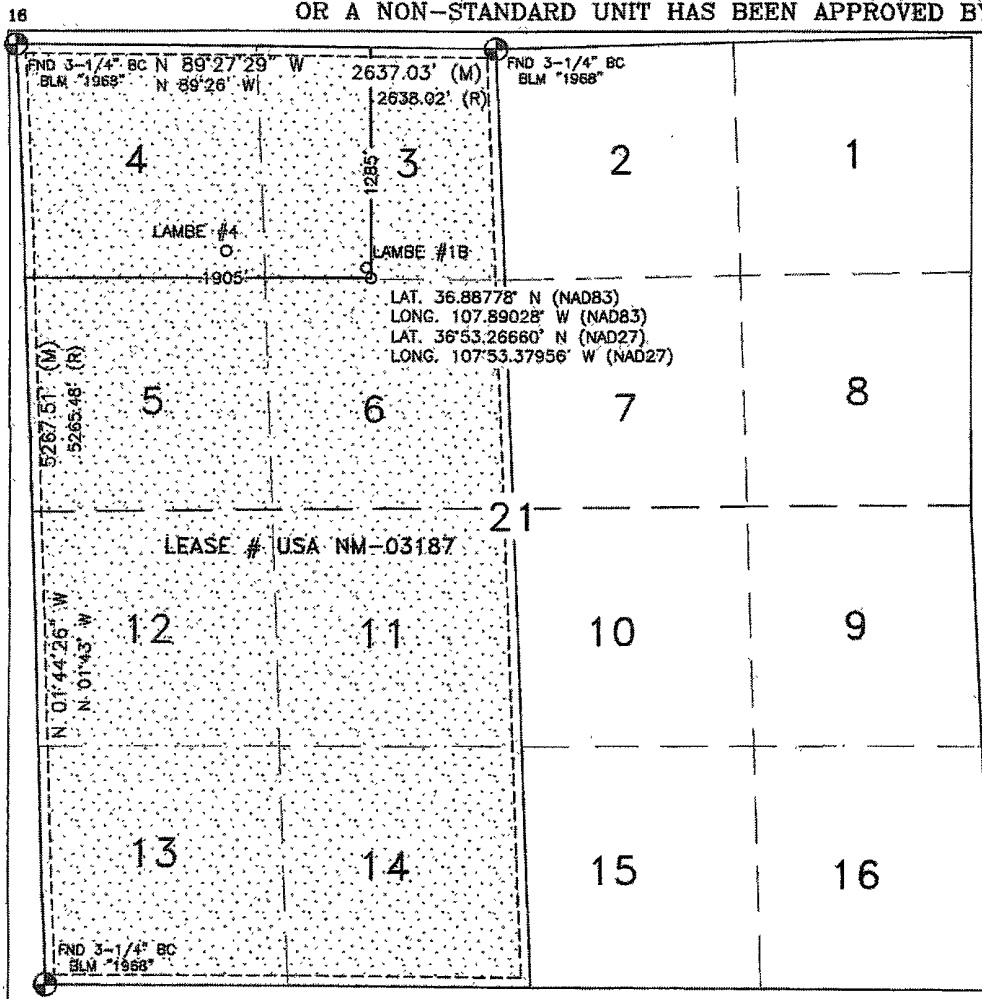 16
OR A NON-STANDARD UNIT HAS BEEN APPROVED BY
FND 3-1/4" BC
BLM "1968"
N 89°27'29" W
N 89°26' W
2637.03' (M)
2638.02' (R)
FND 3-1/4" BC
BLM "1968"
4
3
2
1
1285'
LAMBE #4
LAMBE #1B
1905'
LAT. 36.88778° N (NAD83)
LONG. 107.89028° W (NAD83)
LAT. 36°53.26660' N (NAD27)
LONG. 107°53.37956' W (NAD27)
5267.51' (M)
5265.48' (R)
5
6
7
8
21
LEASE # USA NM-03187
N 01°44'26" W
N 01°43' W
12
11
10
9
13
14
15
16
FND 3-1/4" BC
BLM "1968"